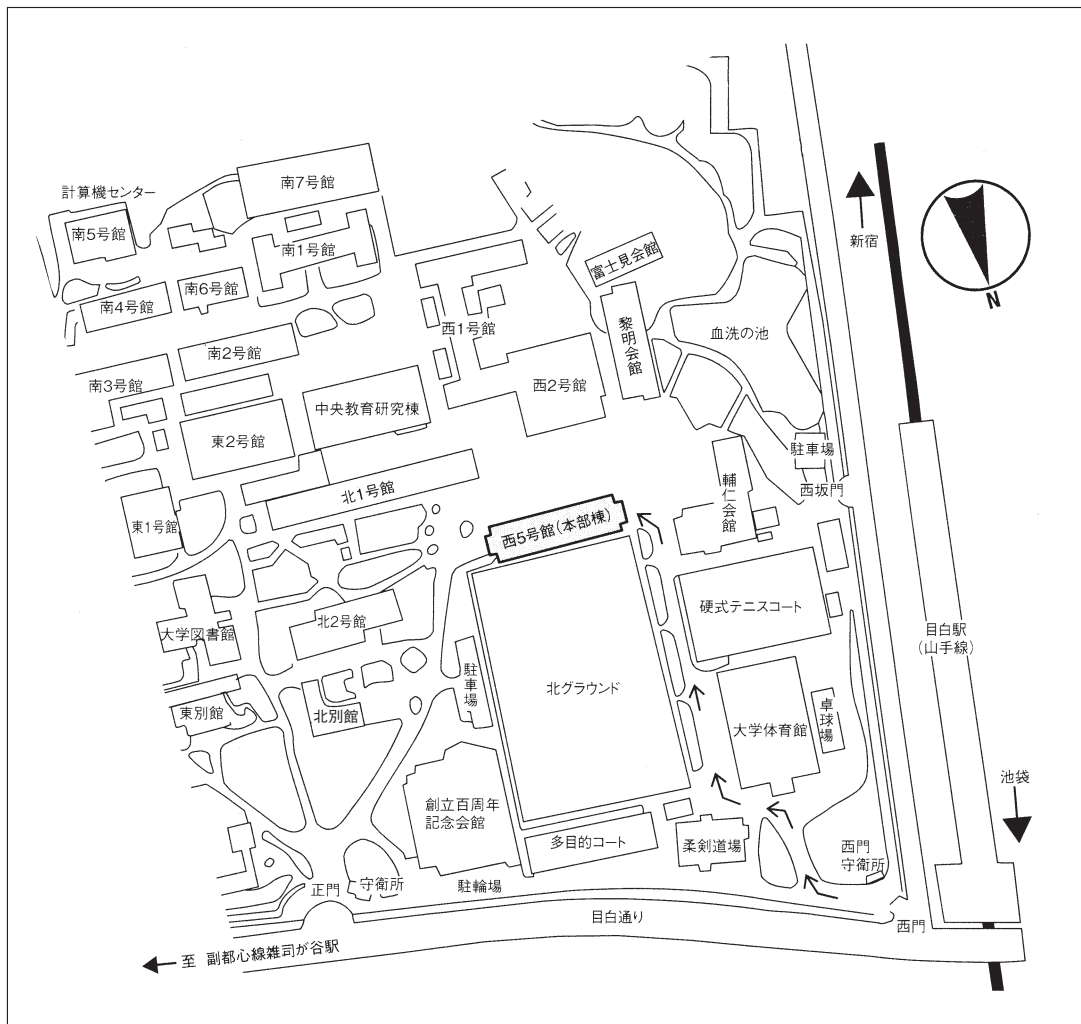 計算機センター
南7号館
南5号館
南1号館
新宿
富士見会館
南6号館
南4号館
N
西1号館
黎明会館
血洗の池
南2号館
南3号館
西2号館
中央教育研究棟
東2号館
駐車場
輔仁会館
西坂門
北1号館
東1号館
西5号館(本部棟)
硬式テニスコート
北2号館
大学図書館
目白駅
(山手線)
駐車場
北グラウンド
東別館
北別館
卓球場
大学体育館
池袋
創立百周年
記念会館
多目的コート
柔剣道場
西門
守衛所
正門
守衛所
駐輪場
目白通り
西門
至 副都心線雑司が谷駅